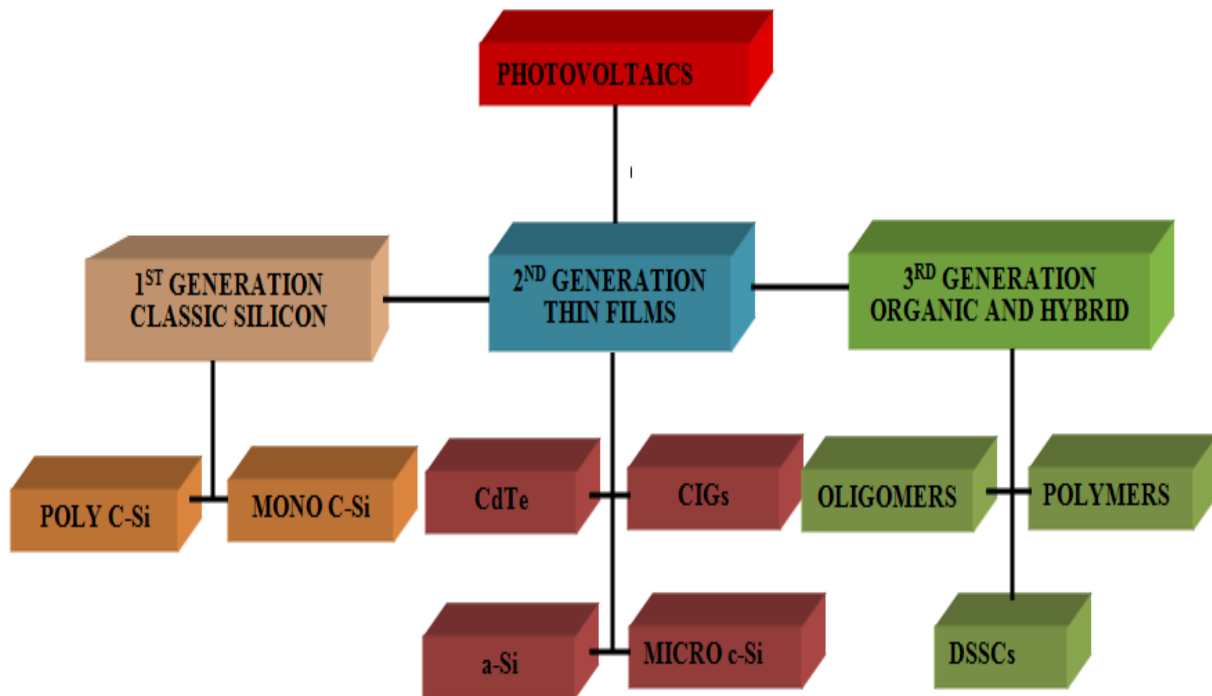 PHOTOVOLTAICS
1ST GENERATION
CLASSIC SILICON
2ND GENERATION
THIN FILMS
3RD GENERATION
ORGANIC AND HYBRID
POLY C-Si
MONO C-Si
CdTe
CIGs
OLIGOMERS
POLYMERS
a-Si
MICRO c-Si
DSSCs